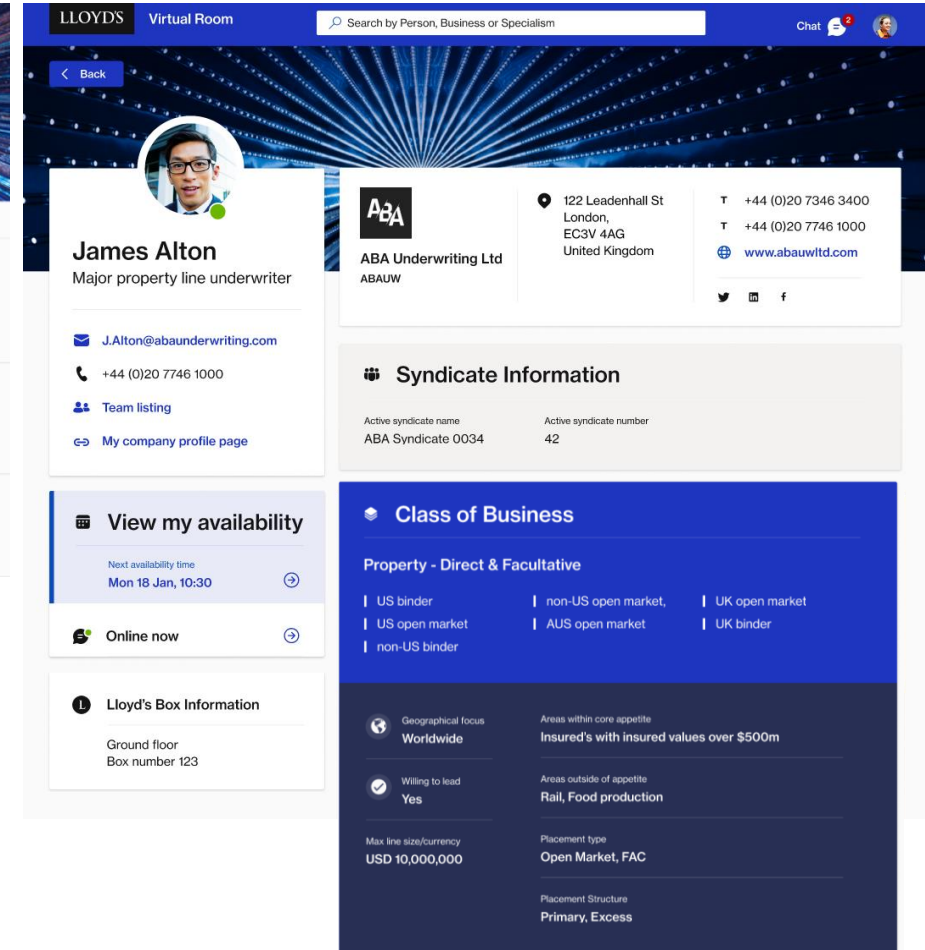 LLOYD'S
Virtual Room
Search by Person, Business or Specialism
Chat
2
Back
James Alton
Major property line underwriter
J.Alton@abaunderwriting.com
+44 (0)20 7746 1000
Team listing
My company profile page
View my availability
Next availability time
Mon 18 Jan, 10:30
Online now
L
Lloyd's Box Information
Ground floor
Box number 123
ABA
ABA Underwriting Ltd
ABAUW
122 Leadenhall St
London,
EC3V 4AG
United Kingdom
T +44 (0)20 7346 3400
T +44 (0)20 7746 1000
www.abauwltd.com
Syndicate Information
Active syndicate name
ABA Syndicate 0034
Active syndicate number
42
Class of Business
Property - Direct & Facultative
US binder
US open market
non-US binder
non-US open market,
AUS open market
UK open market
UK binder
Geographical focus
Worldwide
Willing to lead
Yes
Max line size/currency
USD 10,000,000
Areas within core appetite
Insured's with insured values over $500m
Areas outside of appetite
Rail, Food production
Placement type
Open Market, FAC
Placement Structure
Primary, Excess